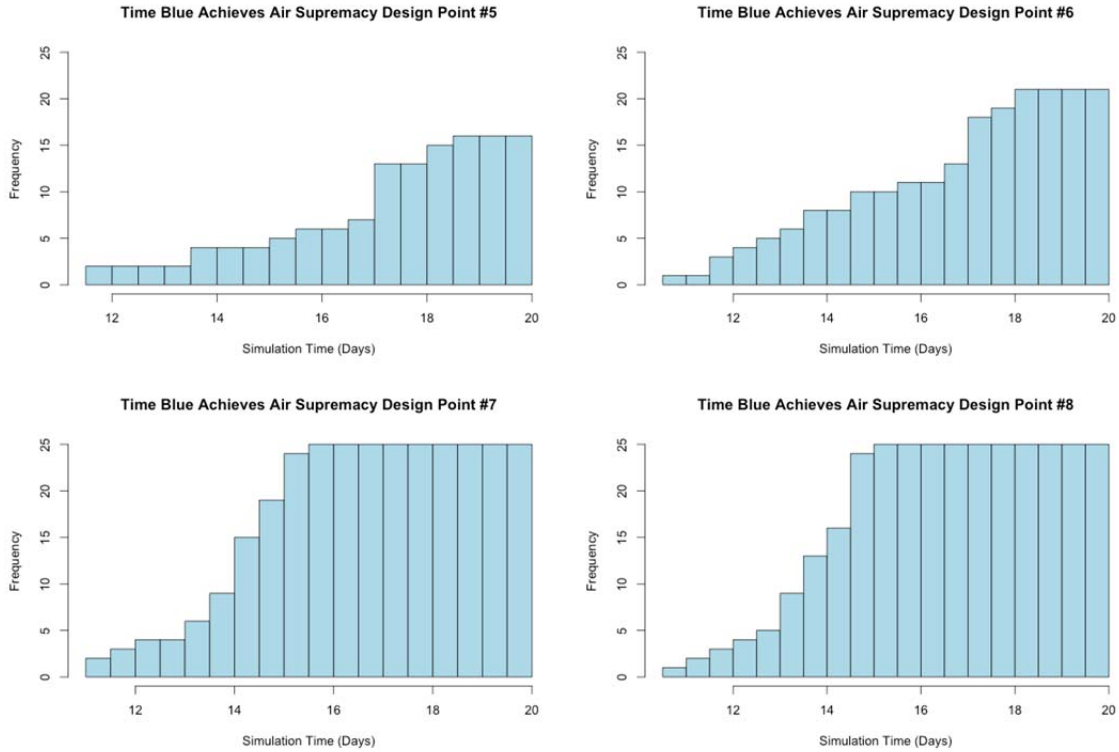 Time Blue Achieves Air Supremacy Design Point #5
25
20
15
10
5
0
Frequency
12 14 16 18 20
Simulation Time (Days)
Time Blue Achieves Air Supremacy Design Point #6
25
20
15
10
5
0
Frequency
12 14 16 18 20
Simulation Time (Days)
Time Blue Achieves Air Supremacy Design Point #7
25
20
15
10
5
0
Frequency
12 14 16 18 20
Simulation Time (Days)
Time Blue Achieves Air Supremacy Design Point #8
25
20
15
10
5
0
Frequency
12 14 16 18 20
Simulation Time (Days)